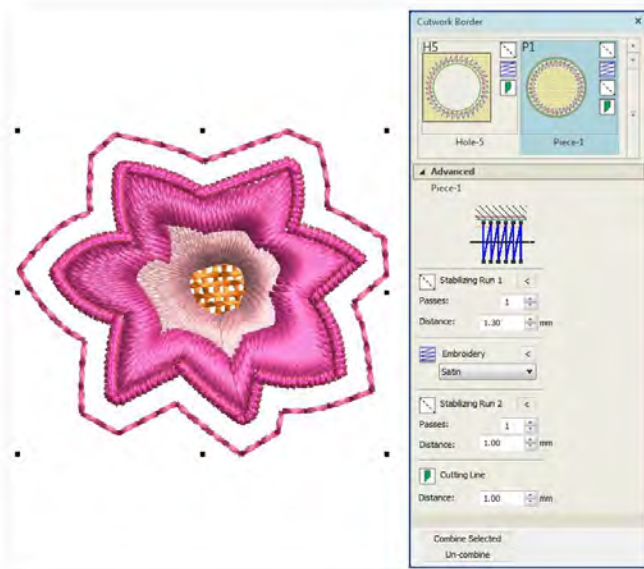 Cutwork Border
H5
P1
Hole-5
Piece-1
Advanced
Piece-1
Stabilizing Run 1 <
Passes: 1
Distance: 1.30 mm
Embroidery <
Satin
Stabilizing Run 2 <
Passes: 1
Distance: 1.00 mm
Cutting Line
Distance: 1.00 mm
Combine Selected
Un-combine